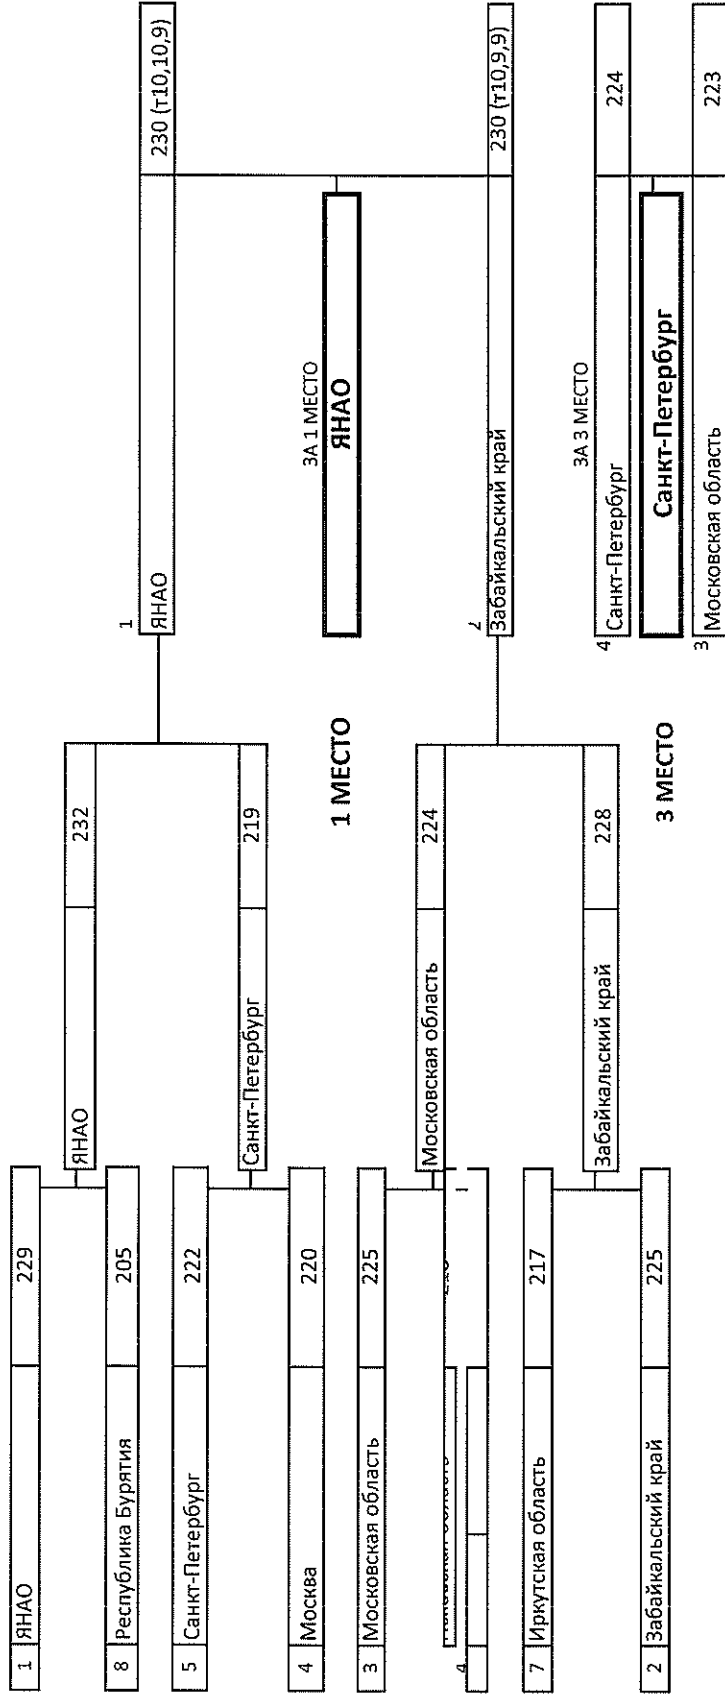 1 ЯНАО 229
8 Республика Бурятия 205
5 Санкт-Петербург 222
4 Москва 220
3 Московская область 225
4
7 Иркутская область 217
2 Забайкальский край 225
ЯНАО 232
Санкт-Петербург 219
Московская область 224
Забайкальский край 228
1 МЕСТО
3 МЕСТО
1
ЯНАО 230 (т10,10,9)
ЗА 1 МЕСТО
ЯНАО
Забайкальский край 230 (т10,9,9)
ЗА 3 МЕСТО
4 Санкт-Петербург 224
Санкт-Петербург
3 Московская область 223